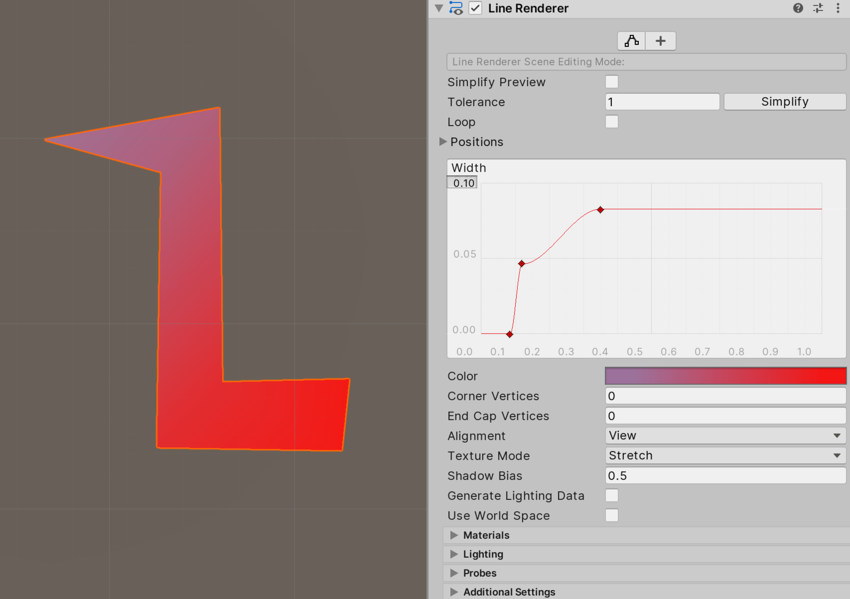 Line Renderer
Line Renderer Scene Editing Mode:
Simplify Preview
Tolerance 1 Simplify
Loop
Positions
Width
0.10
0.05
0.00
0.0 0.1 0.2 0.3 0.4 0.5 0.6 0.7 0.8 0.9 1.0
Color
Corner Vertices 0
End Cap Vertices 0
Alignment View
Texture Mode Stretch
Shadow Bias 0.5
Generate Lighting Data
Use World Space
Materials
Lighting
Probes
Additional Settings